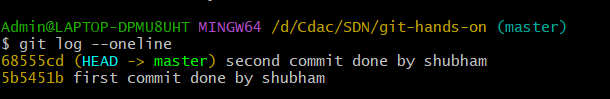 Admin@LAPTOP-DPMU8UHT MINGW64 /d/Cdac/SDN/git-hands-on (master)
$ git log --oneline
68555cd (HEAD -> master) second commit done by shubham
5b5451b first commit done by shubham